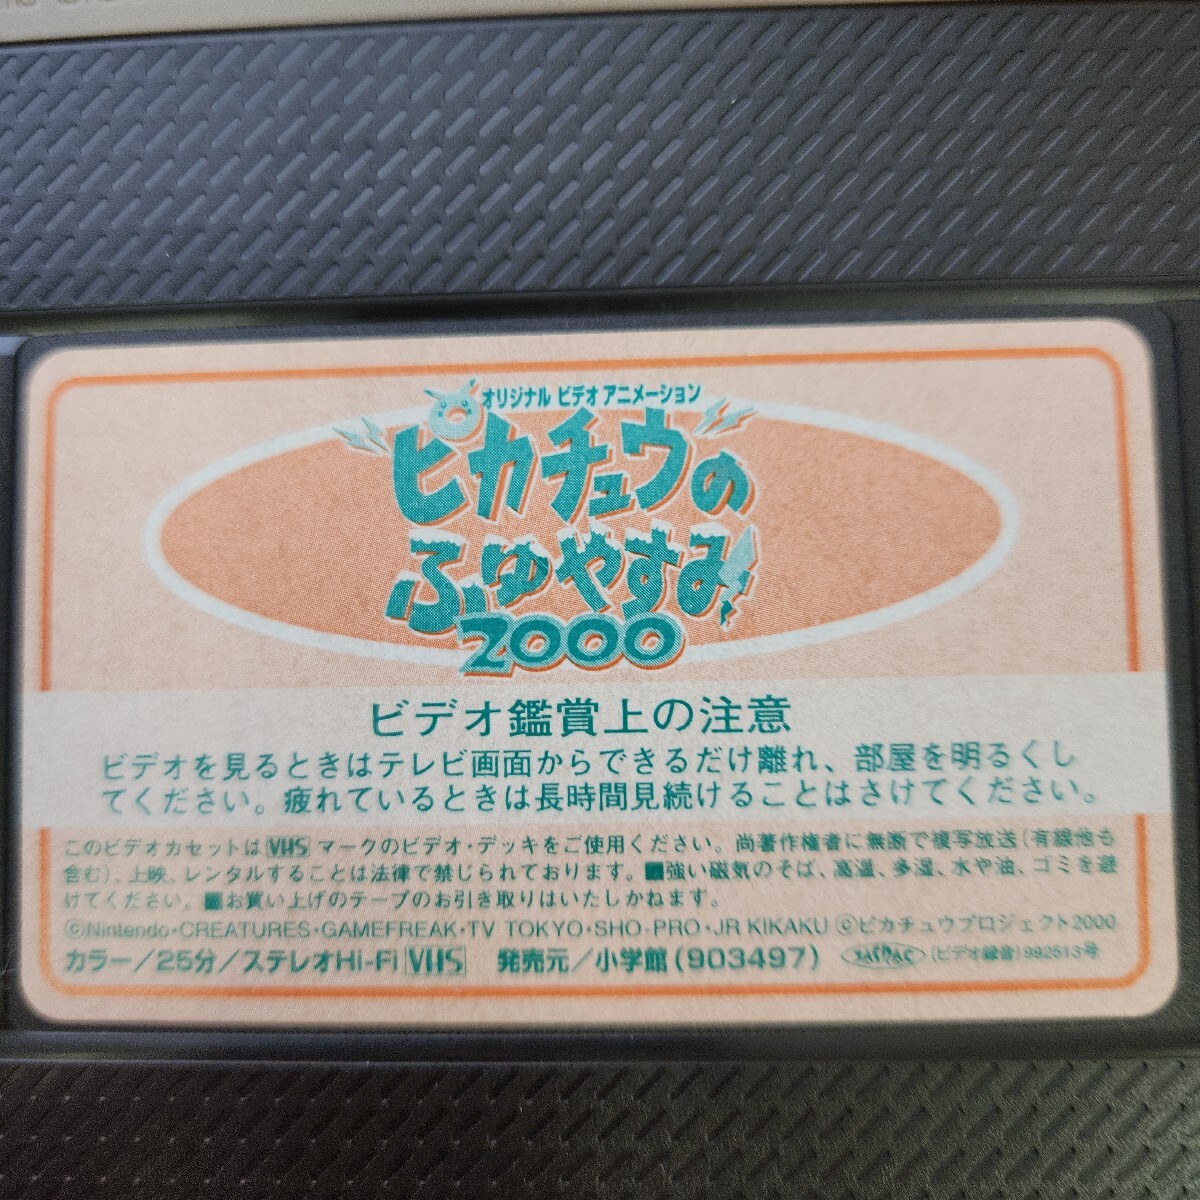 オリジナル ビデオ アニメーション
ピカチュウの
ふゆやすみ
2000
ビデオ鑑賞上の注意
ビデオを見るときはテレビ画面からできるだけ離れ、部屋を明るくし
てください。疲れているときは長時間見続けることはさけてください。
このビデオカセットは VHS マークのビデオ・デッキをご使用ください。尚著作権者に無断で複写放送(有線他も
含む)、上映、レンタルすることは法律で禁じられております。■強い磁気のそば、高湿、多湿、水や油、ゴミを避
けてください。■お買い上げのテープのお引き取りはいたしかねます。
©Nintendo・CREATURES・GAMEFREAK・TV TOKYO・SHO-PRO・JR KIKAKU ©ピカチュウプロジェクト2000
カラー/25分/ステレオHi-Fi VHS 発売元/小学館(903497) JASRAC (ビデオ録音)992513号